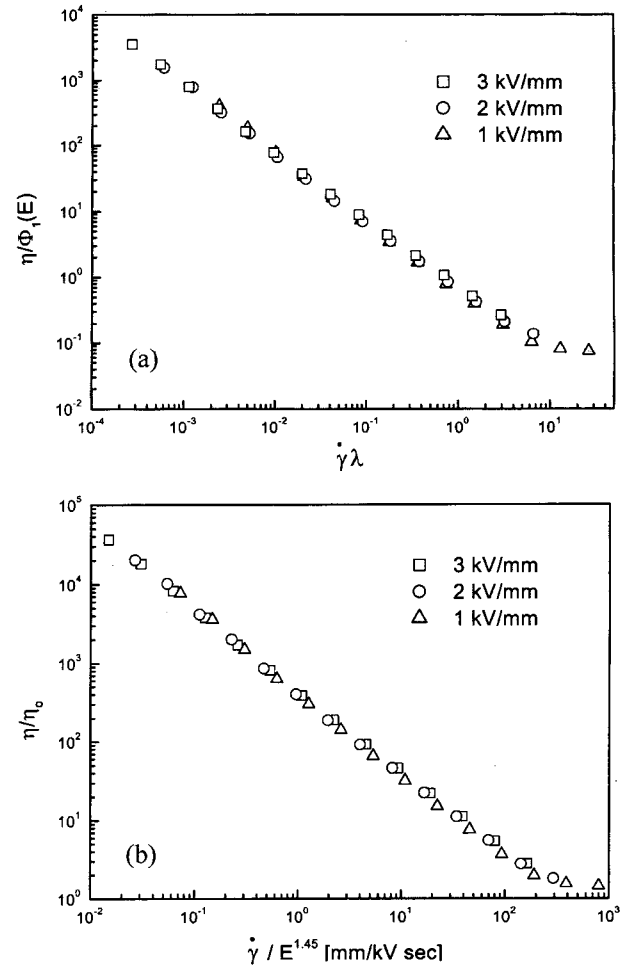 10^5
10^4
10^3
10^2
10^1
10^0
10^-1
10^-2
η/Φ₁(E)
□ 3 kV/mm
○ 2 kV/mm
△ 1 kV/mm
(a)
10^-4 10^-3 10^-2 10^-1 10^0 10^1
γ̇λ
10^5
10^4
10^3
10^2
10^1
10^0
η/η₀
□ 3 kV/mm
○ 2 kV/mm
△ 1 kV/mm
(b)
10^-2 10^-1 10^0 10^1 10^2 10^3
γ̇ / E^1.45 [mm/kV sec]